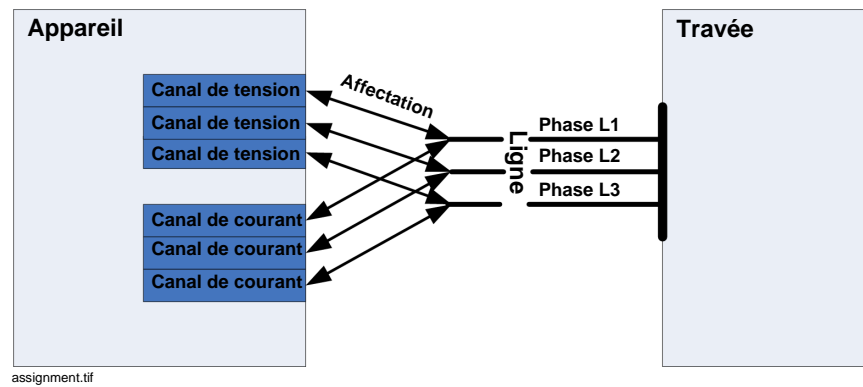 Appareil
Travée
Canal de tension
Canal de tension
Canal de tension
Affectation
Ligne
Phase L1
Phase L2
Phase L3
Canal de courant
Canal de courant
Canal de courant
assignment.tif